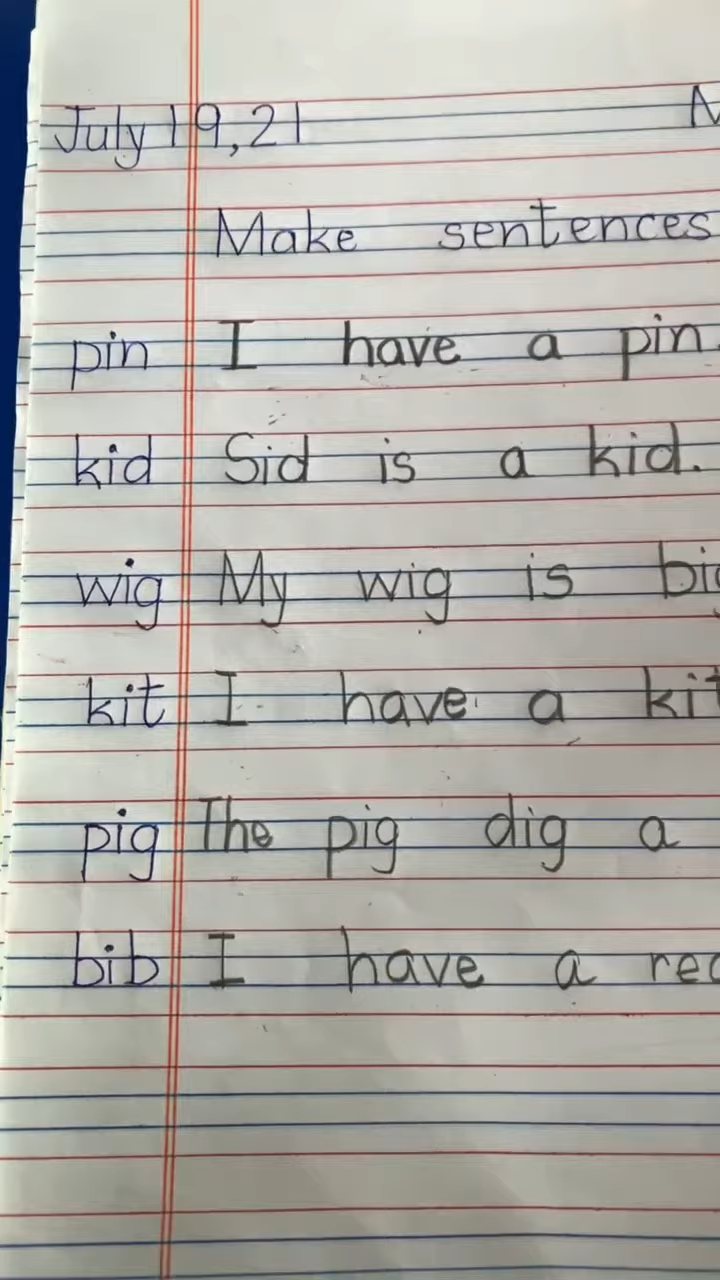 July 19,21
Make sentences
pin I have a pin.
kid Sid is a kid.
wig My wig is
kit I have a kit
pig The pig dig a
bib I have a